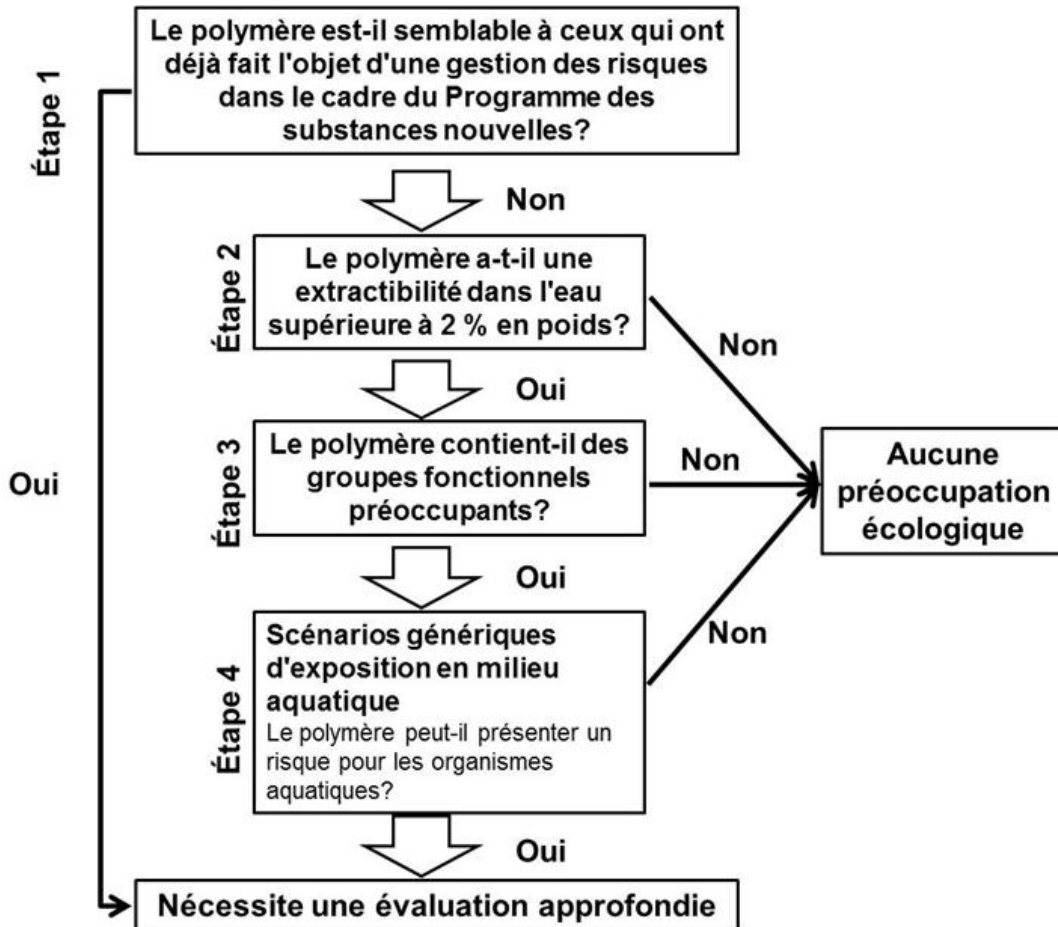 Étape 1
Le polymère est-il semblable à ceux qui ont
déjà fait l'objet d'une gestion des risques
dans le cadre du Programme des
substances nouvelles?
Non
Étape 2
Le polymère a-t-il une
extractibilité dans l'eau
supérieure à 2 % en poids?
Non
Oui
Étape 3
Le polymère contient-il des
groupes fonctionnels
préoccupants?
Non
Aucune
préoccupation
écologique
Oui
Oui
Étape 4
Scénarios génériques
d'exposition en milieu
aquatique
Le polymère peut-il présenter un
risque pour les organismes
aquatiques?
Non
Oui
Nécessite une évaluation approfondie